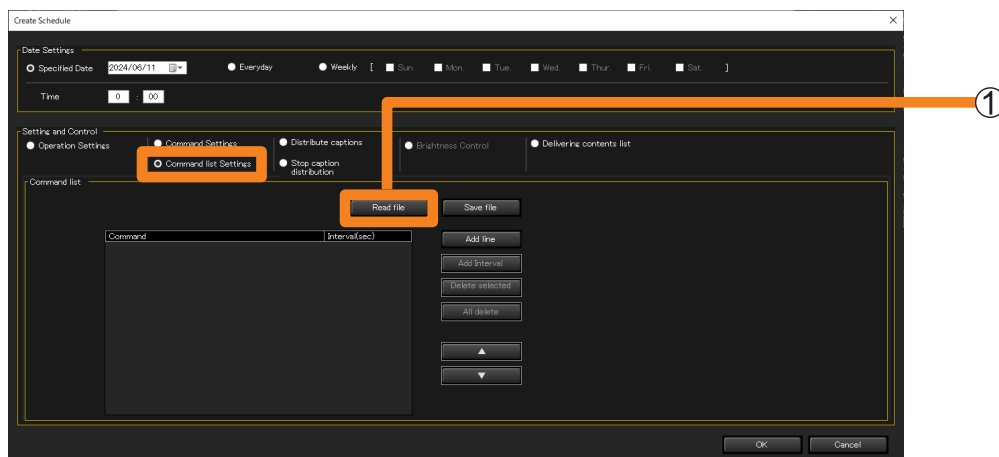 Create Schedule
Date Settings
Specified Date 2024/06/11 Everyday Weekly [ Sun. Mon. Tue. Wed. Thur. Fri. Sat. ]
Time 0 : 00
①
Setting and Control
Operation Settings Command Settings Distribute captions Brightness Control Delivering contents list
Command list Settings Stop caption
distribution
Command list
Read file Save file
Command Interval(sec) Add line
Add Interval
Delete selected
All delete
▲
▼
OK Cancel